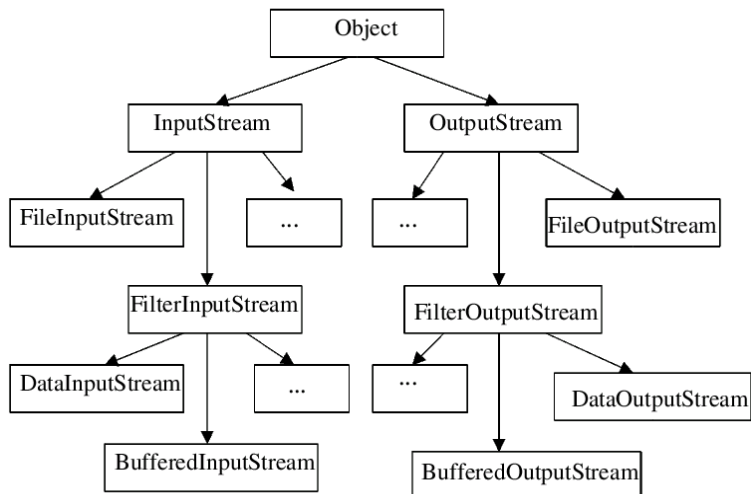 Object
InputStream
OutputStream
FileInputStream
...
...
FileOutputStream
FilterInputStream
FilterOutputStream
DataInputStream
...
...
DataOutputStream
BufferedInputStream
BufferedOutputStream